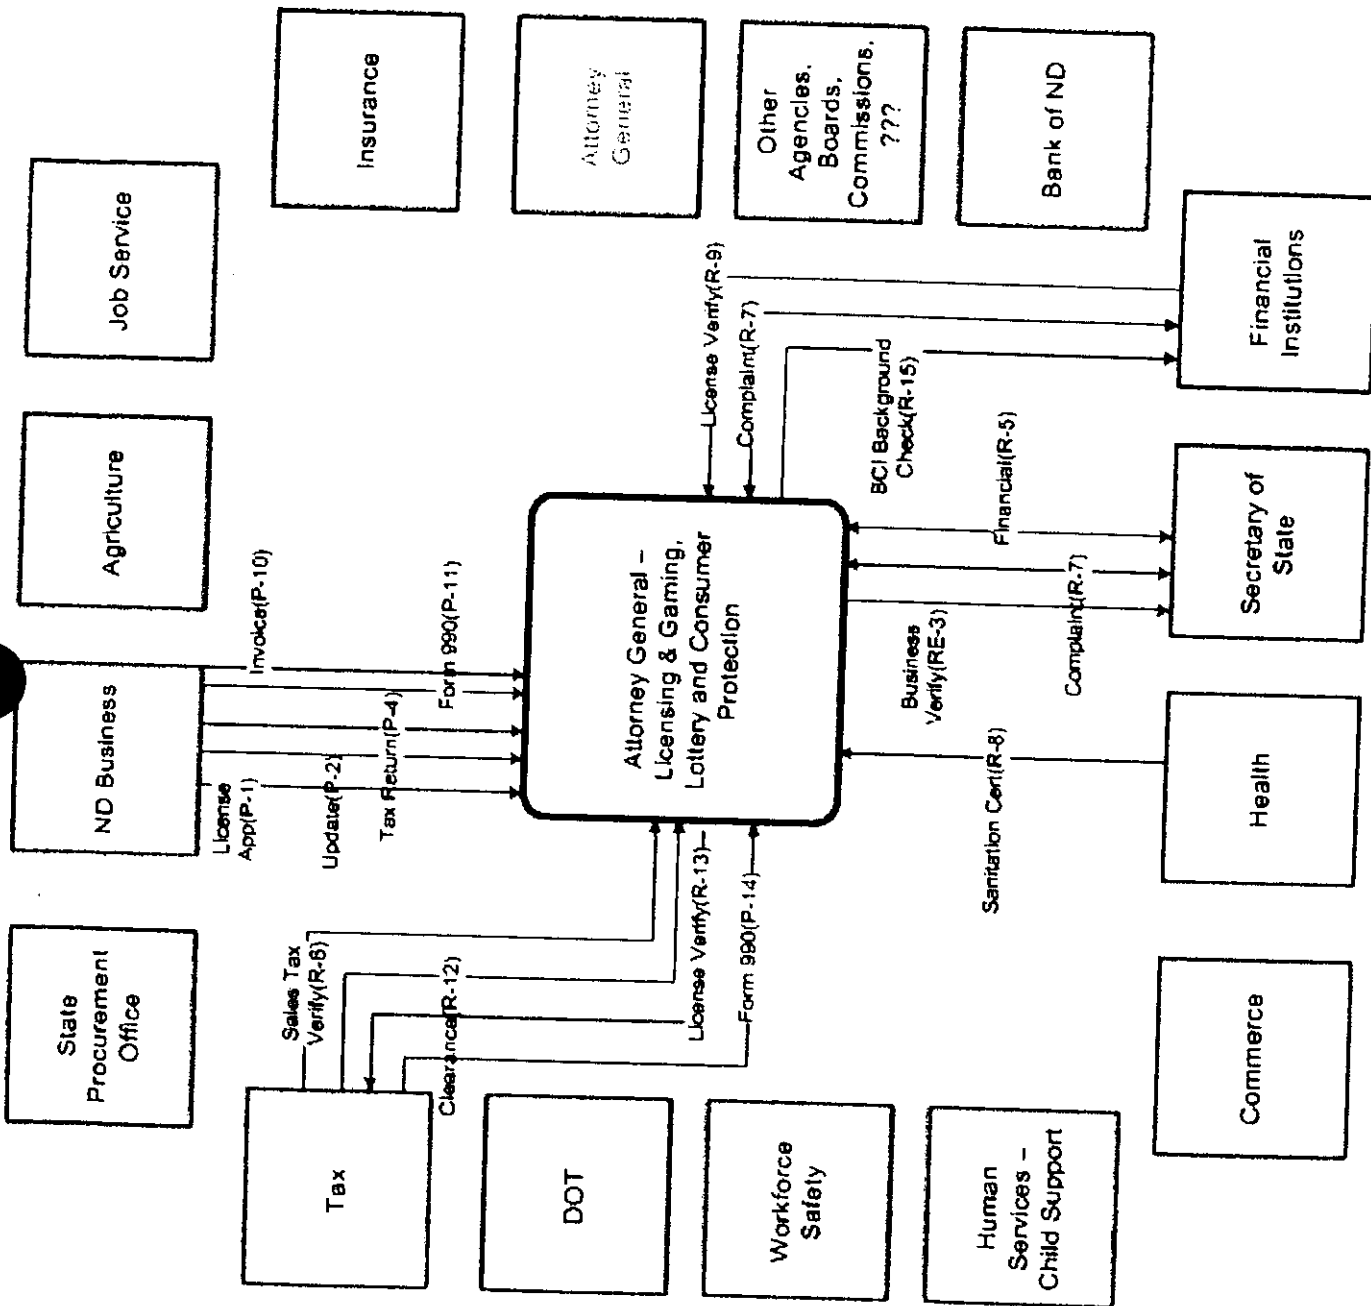 State
Procurement
Office
ND Business
Agriculture
Job Service
Insurance
Attorney
General
Other
Agencies,
Boards,
Commissions,
???
Bank of ND
Financial
Institutions
Secretary of
State
Health
Commerce
Human
Services –
Child Support
Workforce
Safety
DOT
Tax
Attorney General –
Licensing & Gaming,
Lottery and Consumer
Protection
License
App(P-1)
Update(P-2)
Tax Return(P-4)
Invoice(P-10)
Form 990(P-11)
Sales Tax
Verify(R-6)
Clearance(R-12)
License Verify(R-13)
Form 990(P-14)
License Verify(R-9)
Complaint(R-7)
BCI Background
Check(R-15)
Financial(R-5)
Complaint(R-7)
Business
Verify(RE-3)
Sanitation Cert(R-8)